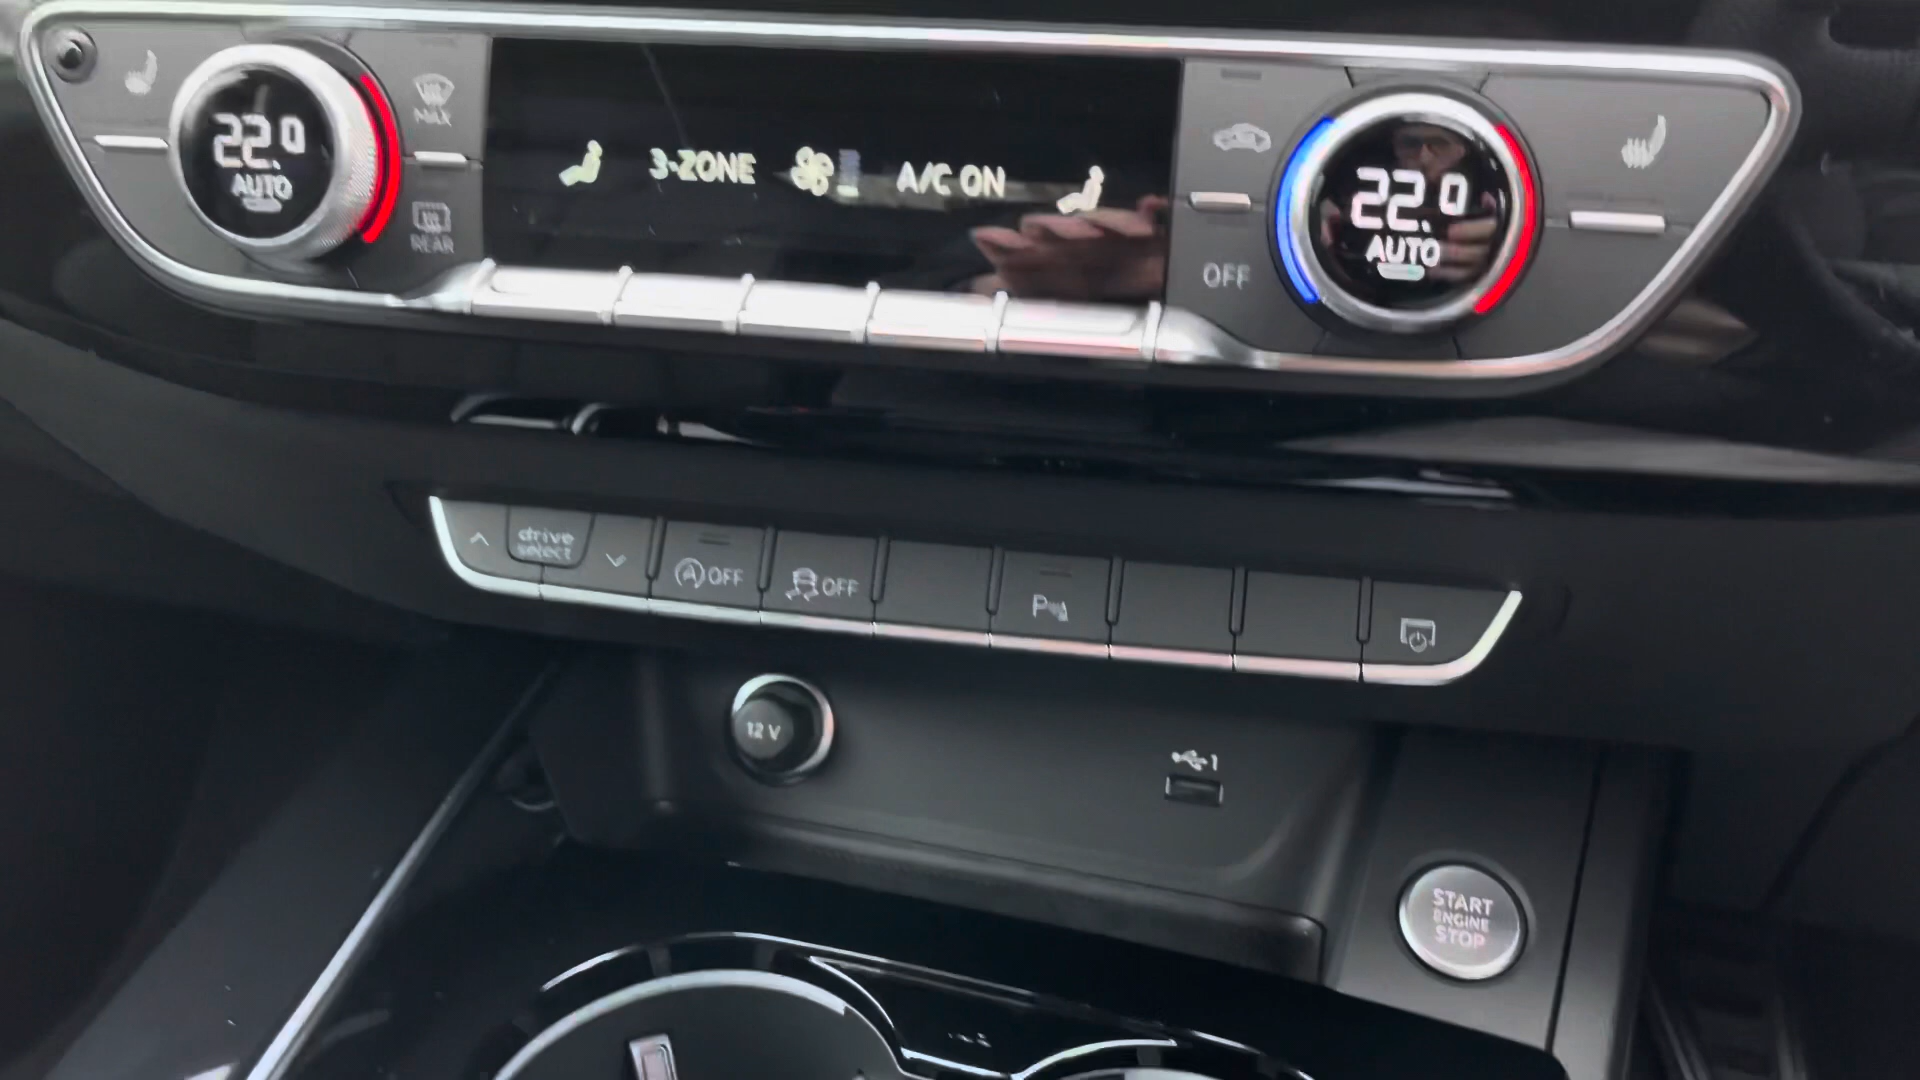 22.0
AUTO
MAX
REAR
3-ZONE
A/C ON
OFF
22.0
AUTO
drive
select
OFF
OFF
P
12 V
1
START
ENGINE
STOP